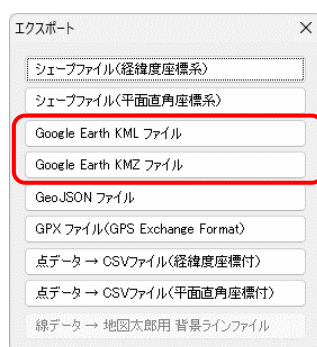 エクスポート
シェープファイル(経緯度座標系)
シェープファイル(平面直角座標系)
Google Earth KML ファイル
Google Earth KMZ ファイル
GeoJSON ファイル
GPX ファイル(GPS Exchange Format)
点データ → CSVファイル(経緯度座標付)
点データ → CSVファイル(平面直角座標付)
線データ → 地図太郎用 背景ラインファイル